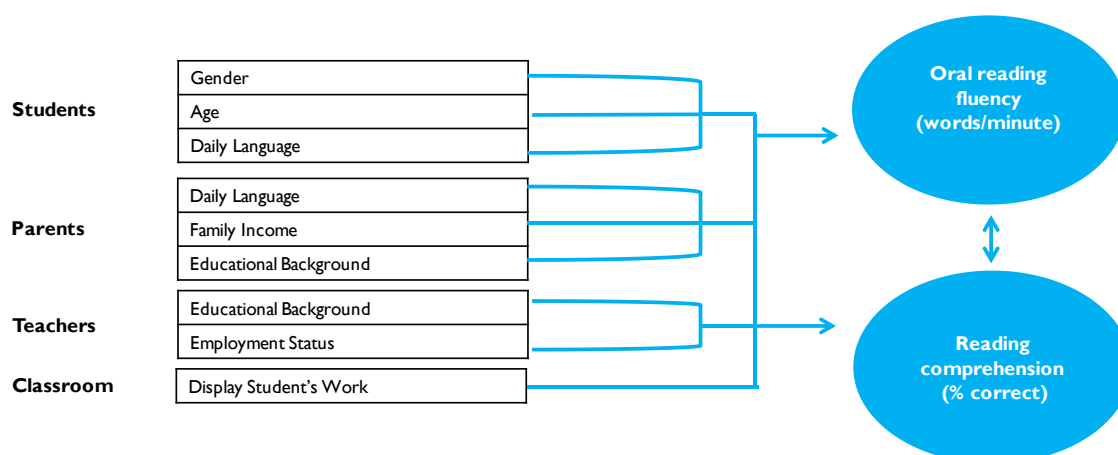 Students
Gender
Age
Daily Language
Parents
Daily Language
Family Income
Educational Background
Teachers
Educational Background
Employment Status
Classroom
Display Student’s Work
Oral reading
fluency
(words/minute)
Reading
comprehension
(% correct)